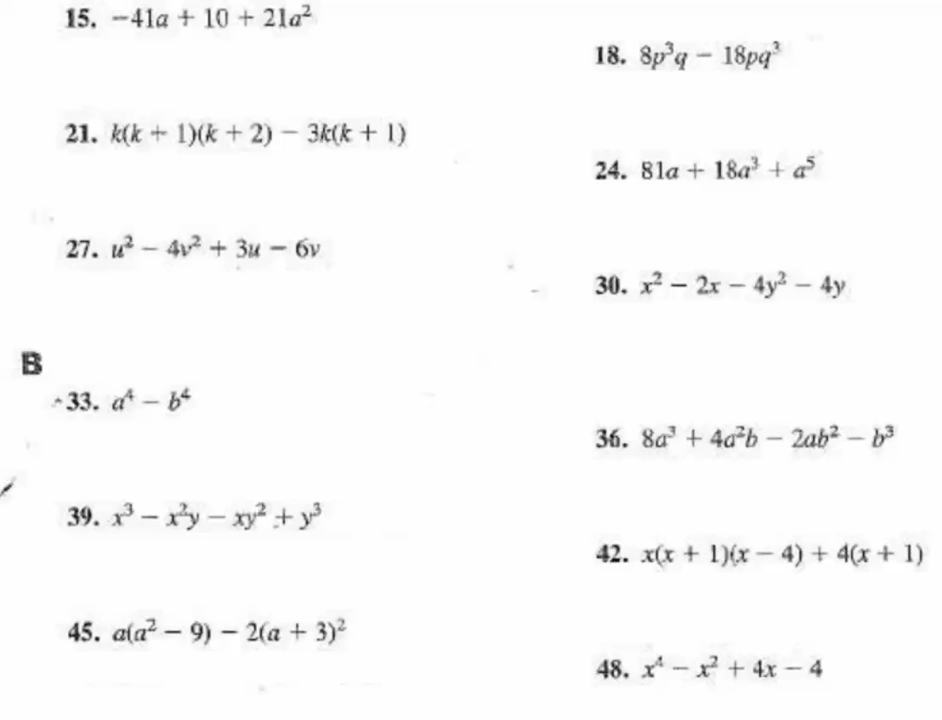 15. −41a + 10 + 21a²
18. 8p³q − 18pq³
21. k(k + 1)(k + 2) − 3k(k + 1)
24. 81a + 18a³ + a⁵
27. u² − 4v² + 3u − 6v
30. x² − 2x − 4y² − 4y
B
33. a⁴ − b⁴
36. 8a³ + 4a²b − 2ab² − b³
39. x³ − x²y − xy² + y³
42. x(x + 1)(x − 4) + 4(x + 1)
45. a(a² − 9) − 2(a + 3)²
48. x⁴ − x² + 4x − 4